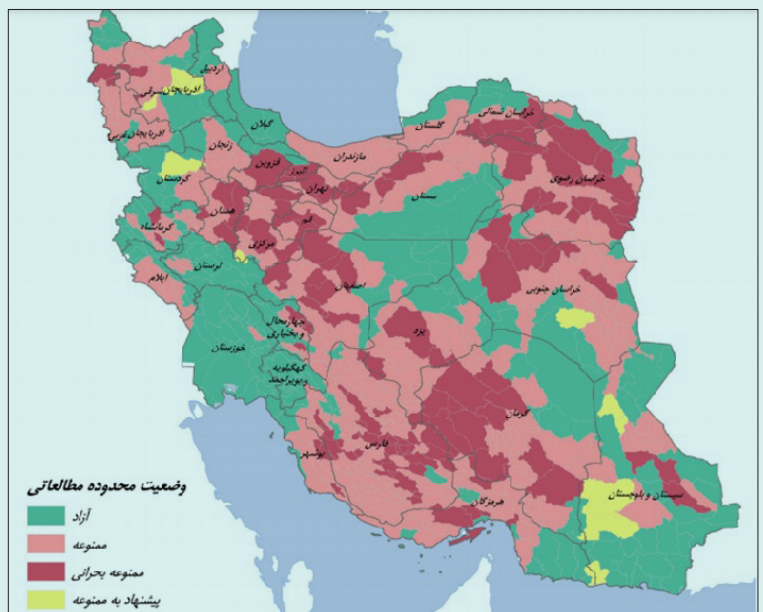 اردبیل
آذربایجان شرقی
آذربایجان غربی
گیلان
زنجان
کردستان
قزوین
البرز
تهران
مازندران
گلستان
خراسان شمالی
خراسان رضوی
سمنان
همدان
کرمانشاه
قم
مرکزی
لرستان
ایلام
اصفهان
خراسان جنوبی
چهارمحال
و بختیاری
یزد
خوزستان
کهگیلویه
و بویراحمد
کرمان
فارس
بوشهر
هرمزگان
سیستان و بلوچستان
وضعیت محدوده مطالعاتی
آزاد
ممنوعه
ممنوعه بحرانی
پیشنهاد به ممنوعه